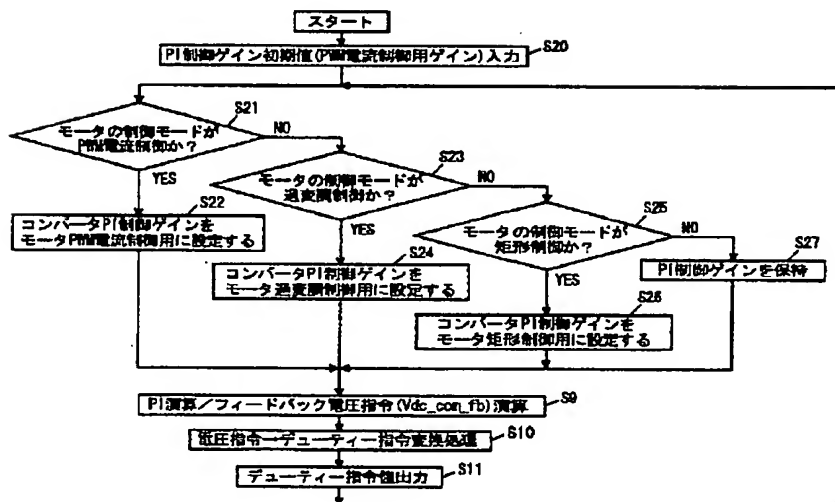 スタート
PI制御ゲイン初期値(PWM電流制御用ゲイン)入力
S20
S21
モータの制御モードが
PWM電流制御か?
NO
YES
S22
コンバータPI制御ゲインを
モータPWM電流制御用に設定する
S23
モータの制御モードが
過変調制御か?
NO
YES
S24
コンバータPI制御ゲインを
モータ過変調制御用に設定する
S25
モータの制御モードが
矩形制御か?
NO
YES
S26
コンバータPI制御ゲインを
モータ矩形制御用に設定する
S27
PI制御ゲインを保持
PI演算/フィードバック電圧指令(Vdc_com_fb)演算
S9
電圧指令→デューティー指令変換処理
S10
デューティー指令値出力
S11